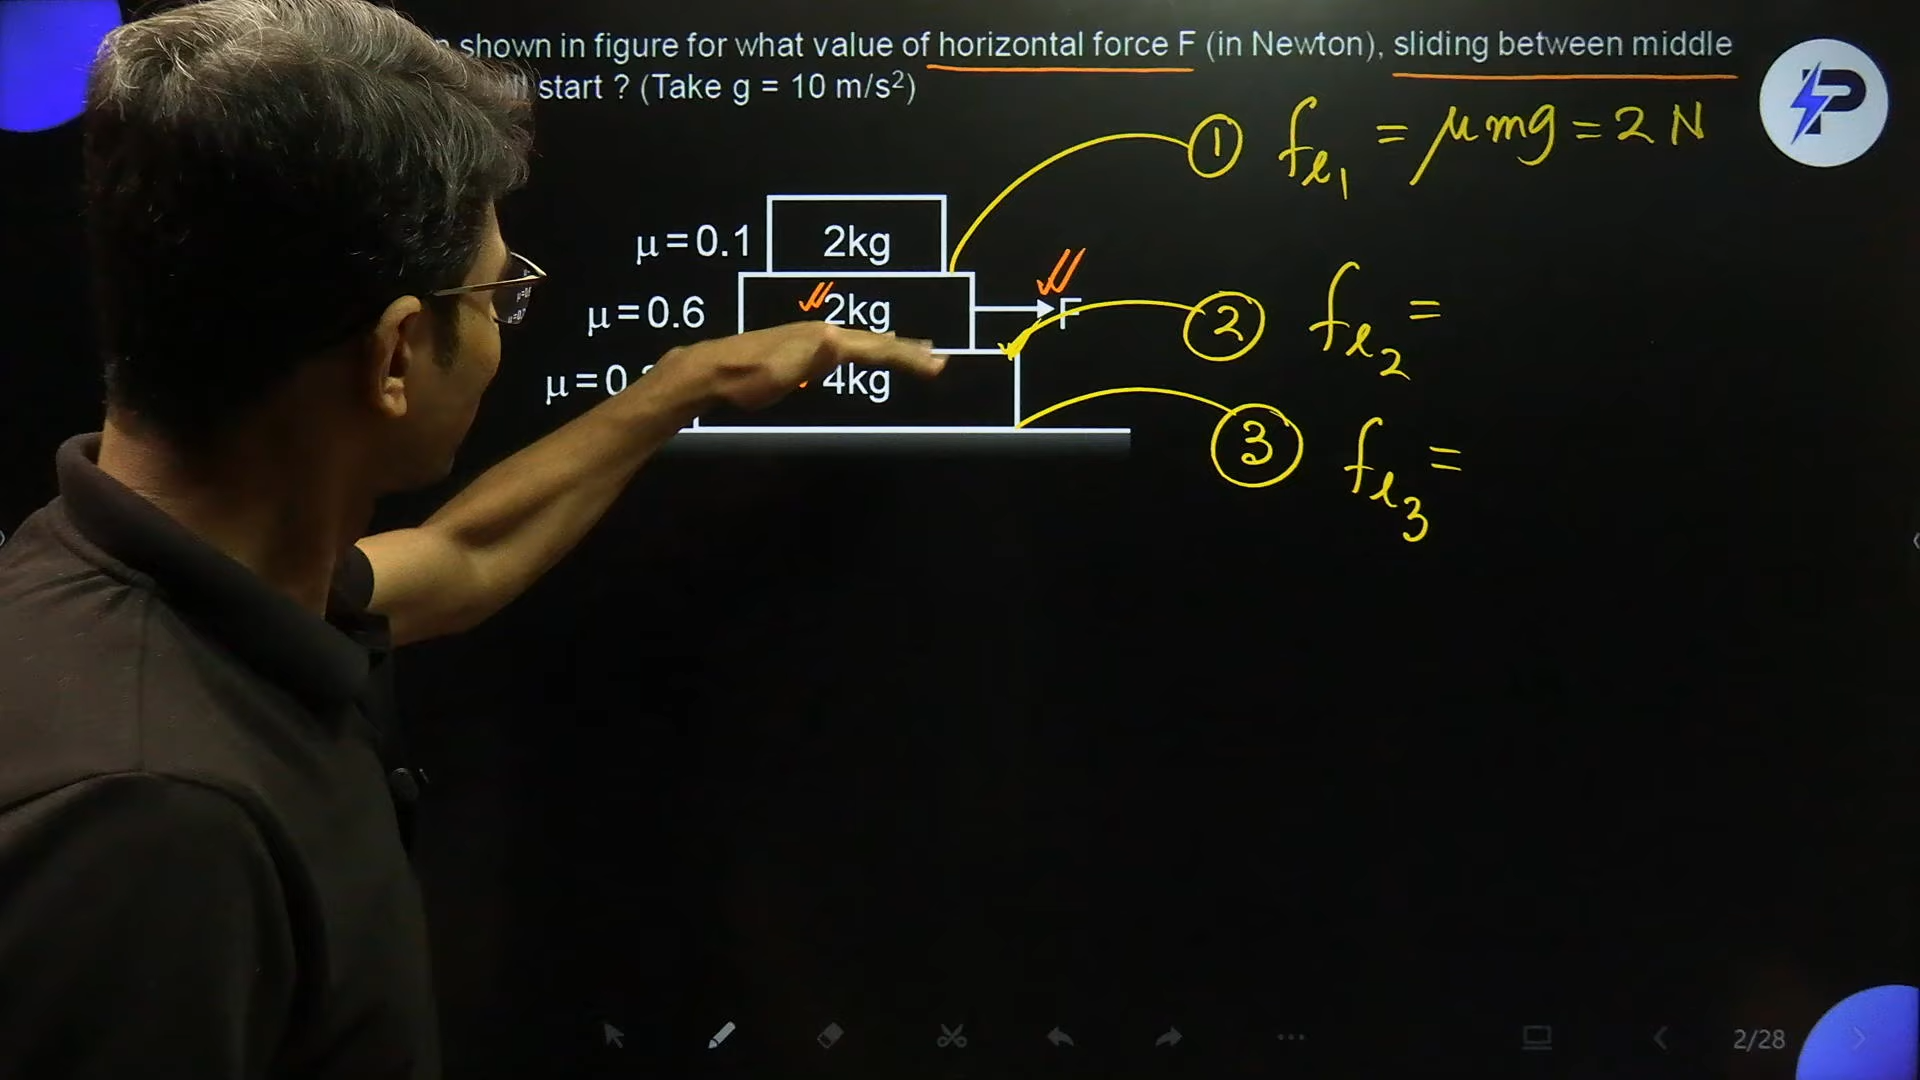 shown in figure for what value of horizontal force F (in Newton), sliding between middle
start ? (Take g = 10 m/s²)
① fℓ₁ = μmg = 2 N
μ=0.1 2kg
μ=0.6 2kg F
② fℓ₂ =
μ=0. 4kg
③ fℓ₃ =
2/28